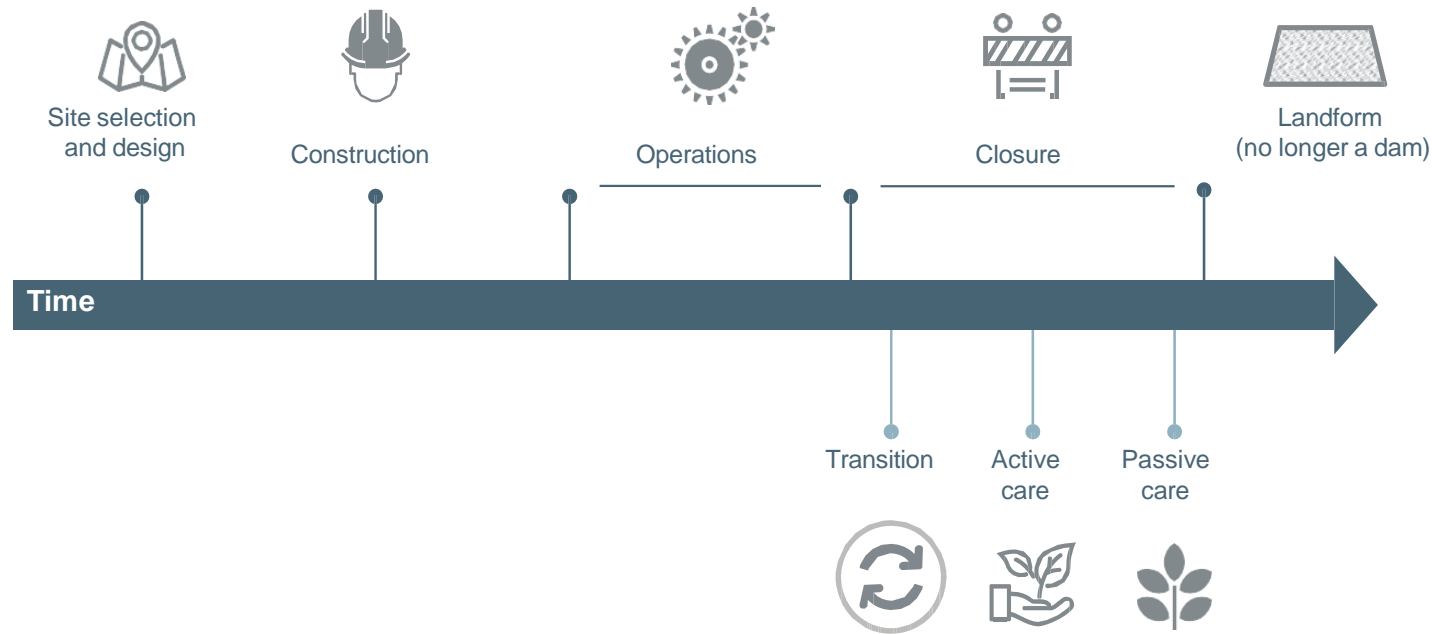 Site selection
and design
Construction
Operations
Closure
Landform
(no longer a dam)
Time
Transition
Active
care
Passive
care